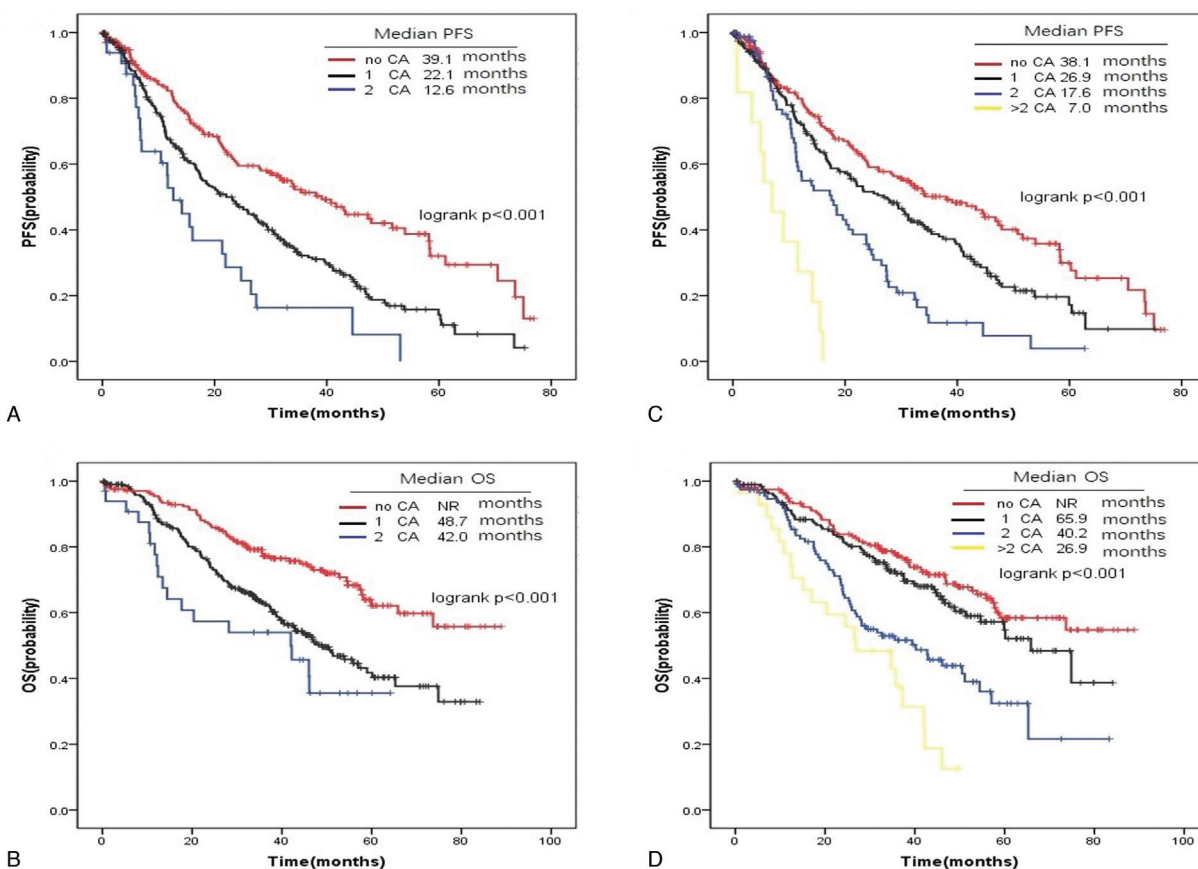 Median PFS
no CA 39.1 months
1 CA 22.1 months
2 CA 12.6 months
logrank p<0.001
PFS(probability)
1.0
0.8
0.6
0.4
0.2
0.0
0 20 40 60 80
Time(months)
A
Median PFS
no CA 38.1 months
1 CA 26.9 months
2 CA 17.6 months
>2 CA 7.0 months
logrank p<0.001
PFS(probability)
1.0
0.8
0.6
0.4
0.2
0.0
0 20 40 60 80
Time(months)
C
Median OS
no CA NR months
1 CA 48.7 months
2 CA 42.0 months
logrank p<0.001
OS(probability)
1.0
0.8
0.6
0.4
0.2
0.0
0 20 40 60 80 100
Time(months)
B
Median OS
no CA NR months
1 CA 65.9 months
2 CA 40.2 months
>2 CA 26.9 months
logrank p<0.001
OS(probability)
1.0
0.8
0.6
0.4
0.2
0.0
0 20 40 60 80 100
Time(months)
D